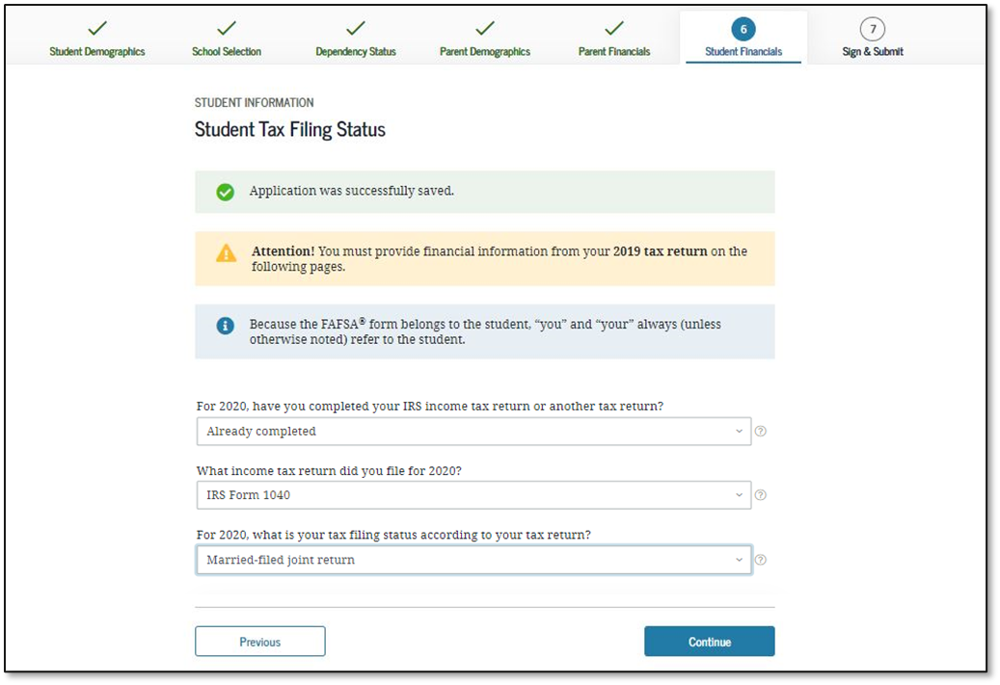 Student Demographics
School Selection
Dependency Status
Parent Demographics
Parent Financials
6
Student Financials
7
Sign & Submit
STUDENT INFORMATION
Student Tax Filing Status
Application was successfully saved.
Attention! You must provide financial information from your 2019 tax return on the
following pages.
Because the FAFSA® form belongs to the student, “you” and “your” always (unless
otherwise noted) refer to the student.
For 2020, have you completed your IRS income tax return or another tax return?
Already completed
?
What income tax return did you file for 2020?
IRS Form 1040
?
For 2020, what is your tax filing status according to your tax return?
Married-filed joint return
?
Previous
Continue